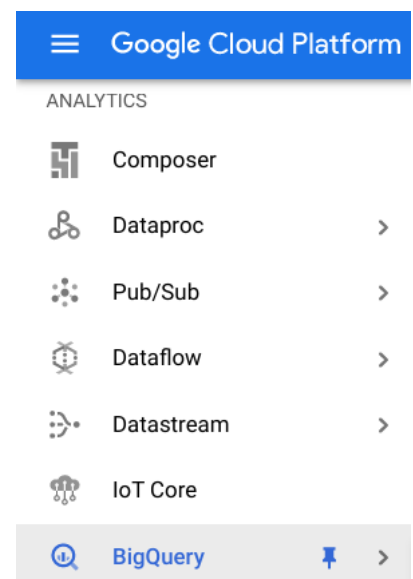 Google Cloud Platform
ANALYTICS
Composer
Dataproc
Pub/Sub
Dataflow
Datastream
IoT Core
BigQuery